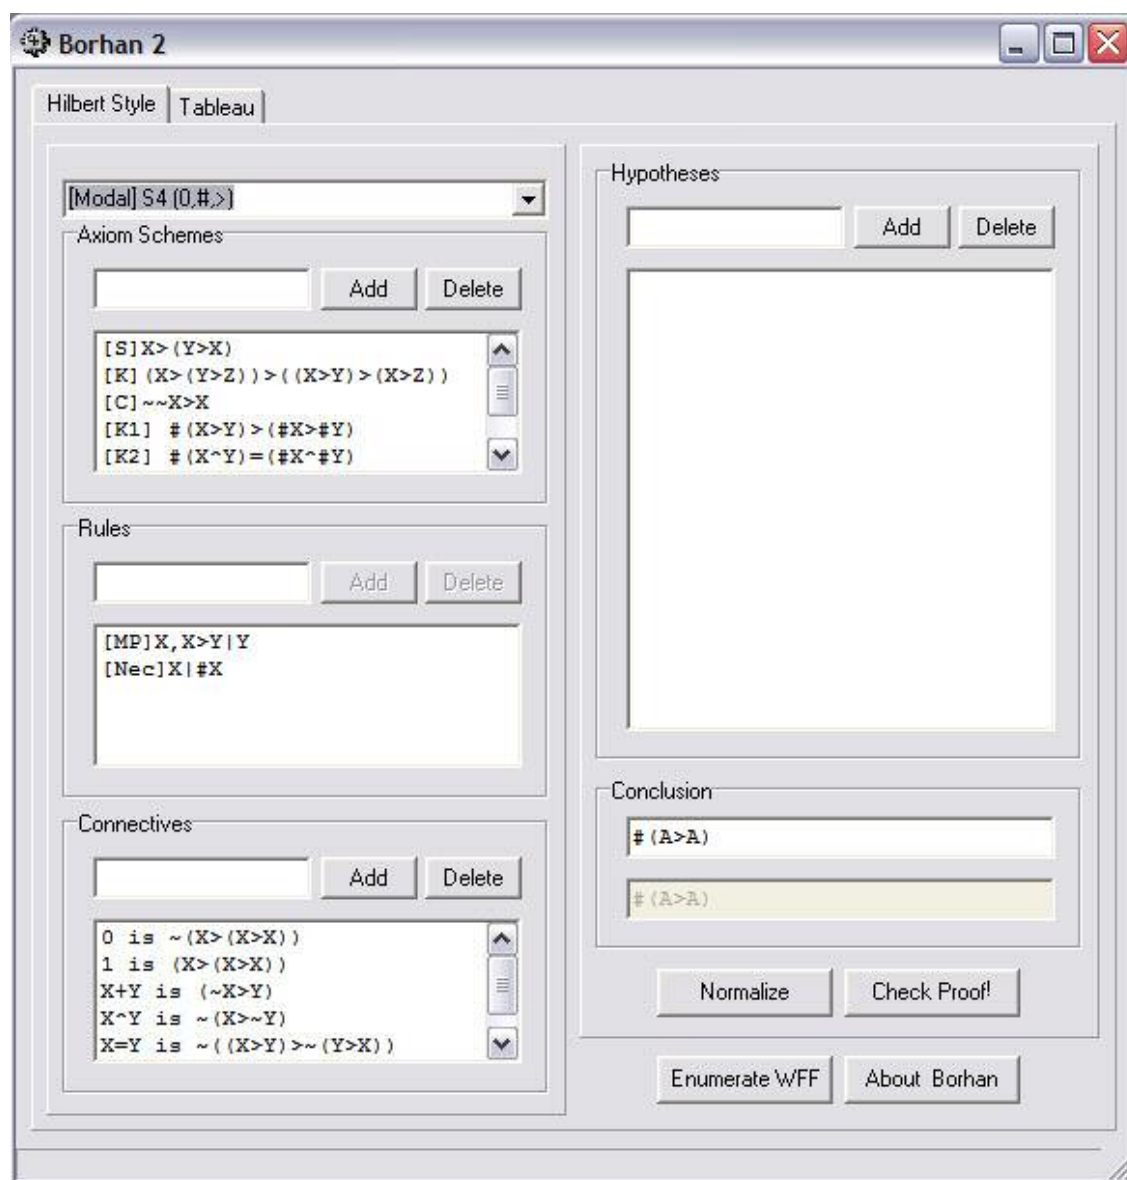 Borhan 2
Hilbert Style Tableau
[Modal] S4 (0,#,>)
Axiom Schemes
Add Delete
[S]X>(Y>X)
[K](X>(Y>Z))>((X>Y)>(X>Z))
[C]~~X>X
[K1] #(X>Y)>(#X>#Y)
[K2] #(X^Y)=(#X^#Y)
Rules
Add Delete
[MP]X,X>Y|Y
[Nec]X|#X
Connectives
Add Delete
0 is ~(X>(X>X))
1 is (X>(X>X))
X+Y is (~X>Y)
X^Y is ~(X>~Y)
X=Y is ~((X>Y)>~(Y>X))
Hypotheses
Add Delete
Conclusion
#(A>A)
#(A>A)
Normalize Check Proof!
Enumerate WFF About Borhan